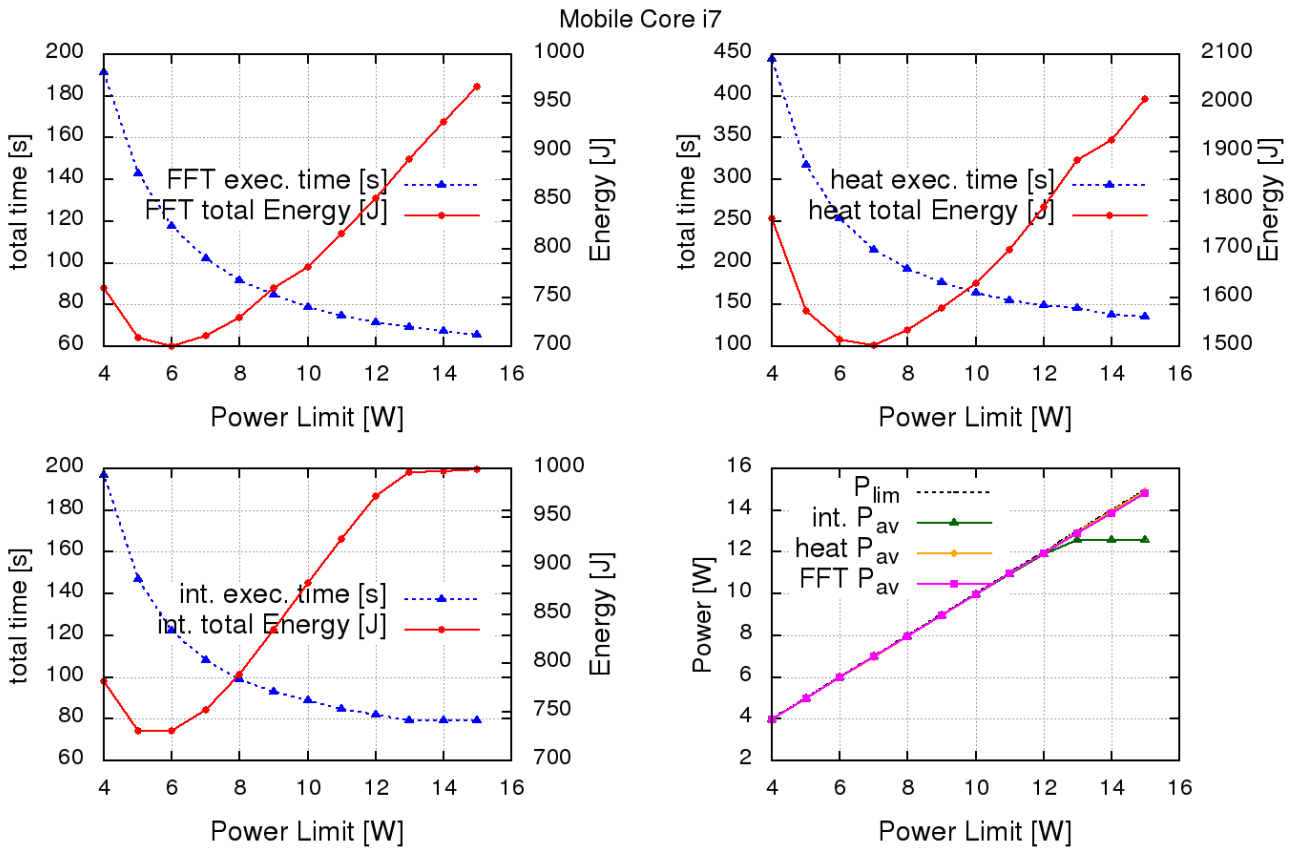 Mobile Core i7
200
180
160
140
120
100
80
60
4 6 8 10 12 14 16
1000
950
900
850
800
750
700
total time [s]
Energy [J]
FFT exec. time [s]
FFT total Energy [J]
Power Limit [W]
450
400
350
300
250
200
150
100
4 6 8 10 12 14 16
2100
2000
1900
1800
1700
1600
1500
total time [s]
Energy [J]
heat exec. time [s]
heat total Energy [J]
Power Limit [W]
200
180
160
140
120
100
80
60
4 6 8 10 12 14 16
1000
950
900
850
800
750
700
total time [s]
Energy [J]
int. exec. time [s]
int. total Energy [J]
Power Limit [W]
16
14
12
10
8
6
4
2
4 6 8 10 12 14 16
Power [W]
P_lim
int. P_av
heat P_av
FFT P_av
Power Limit [W]